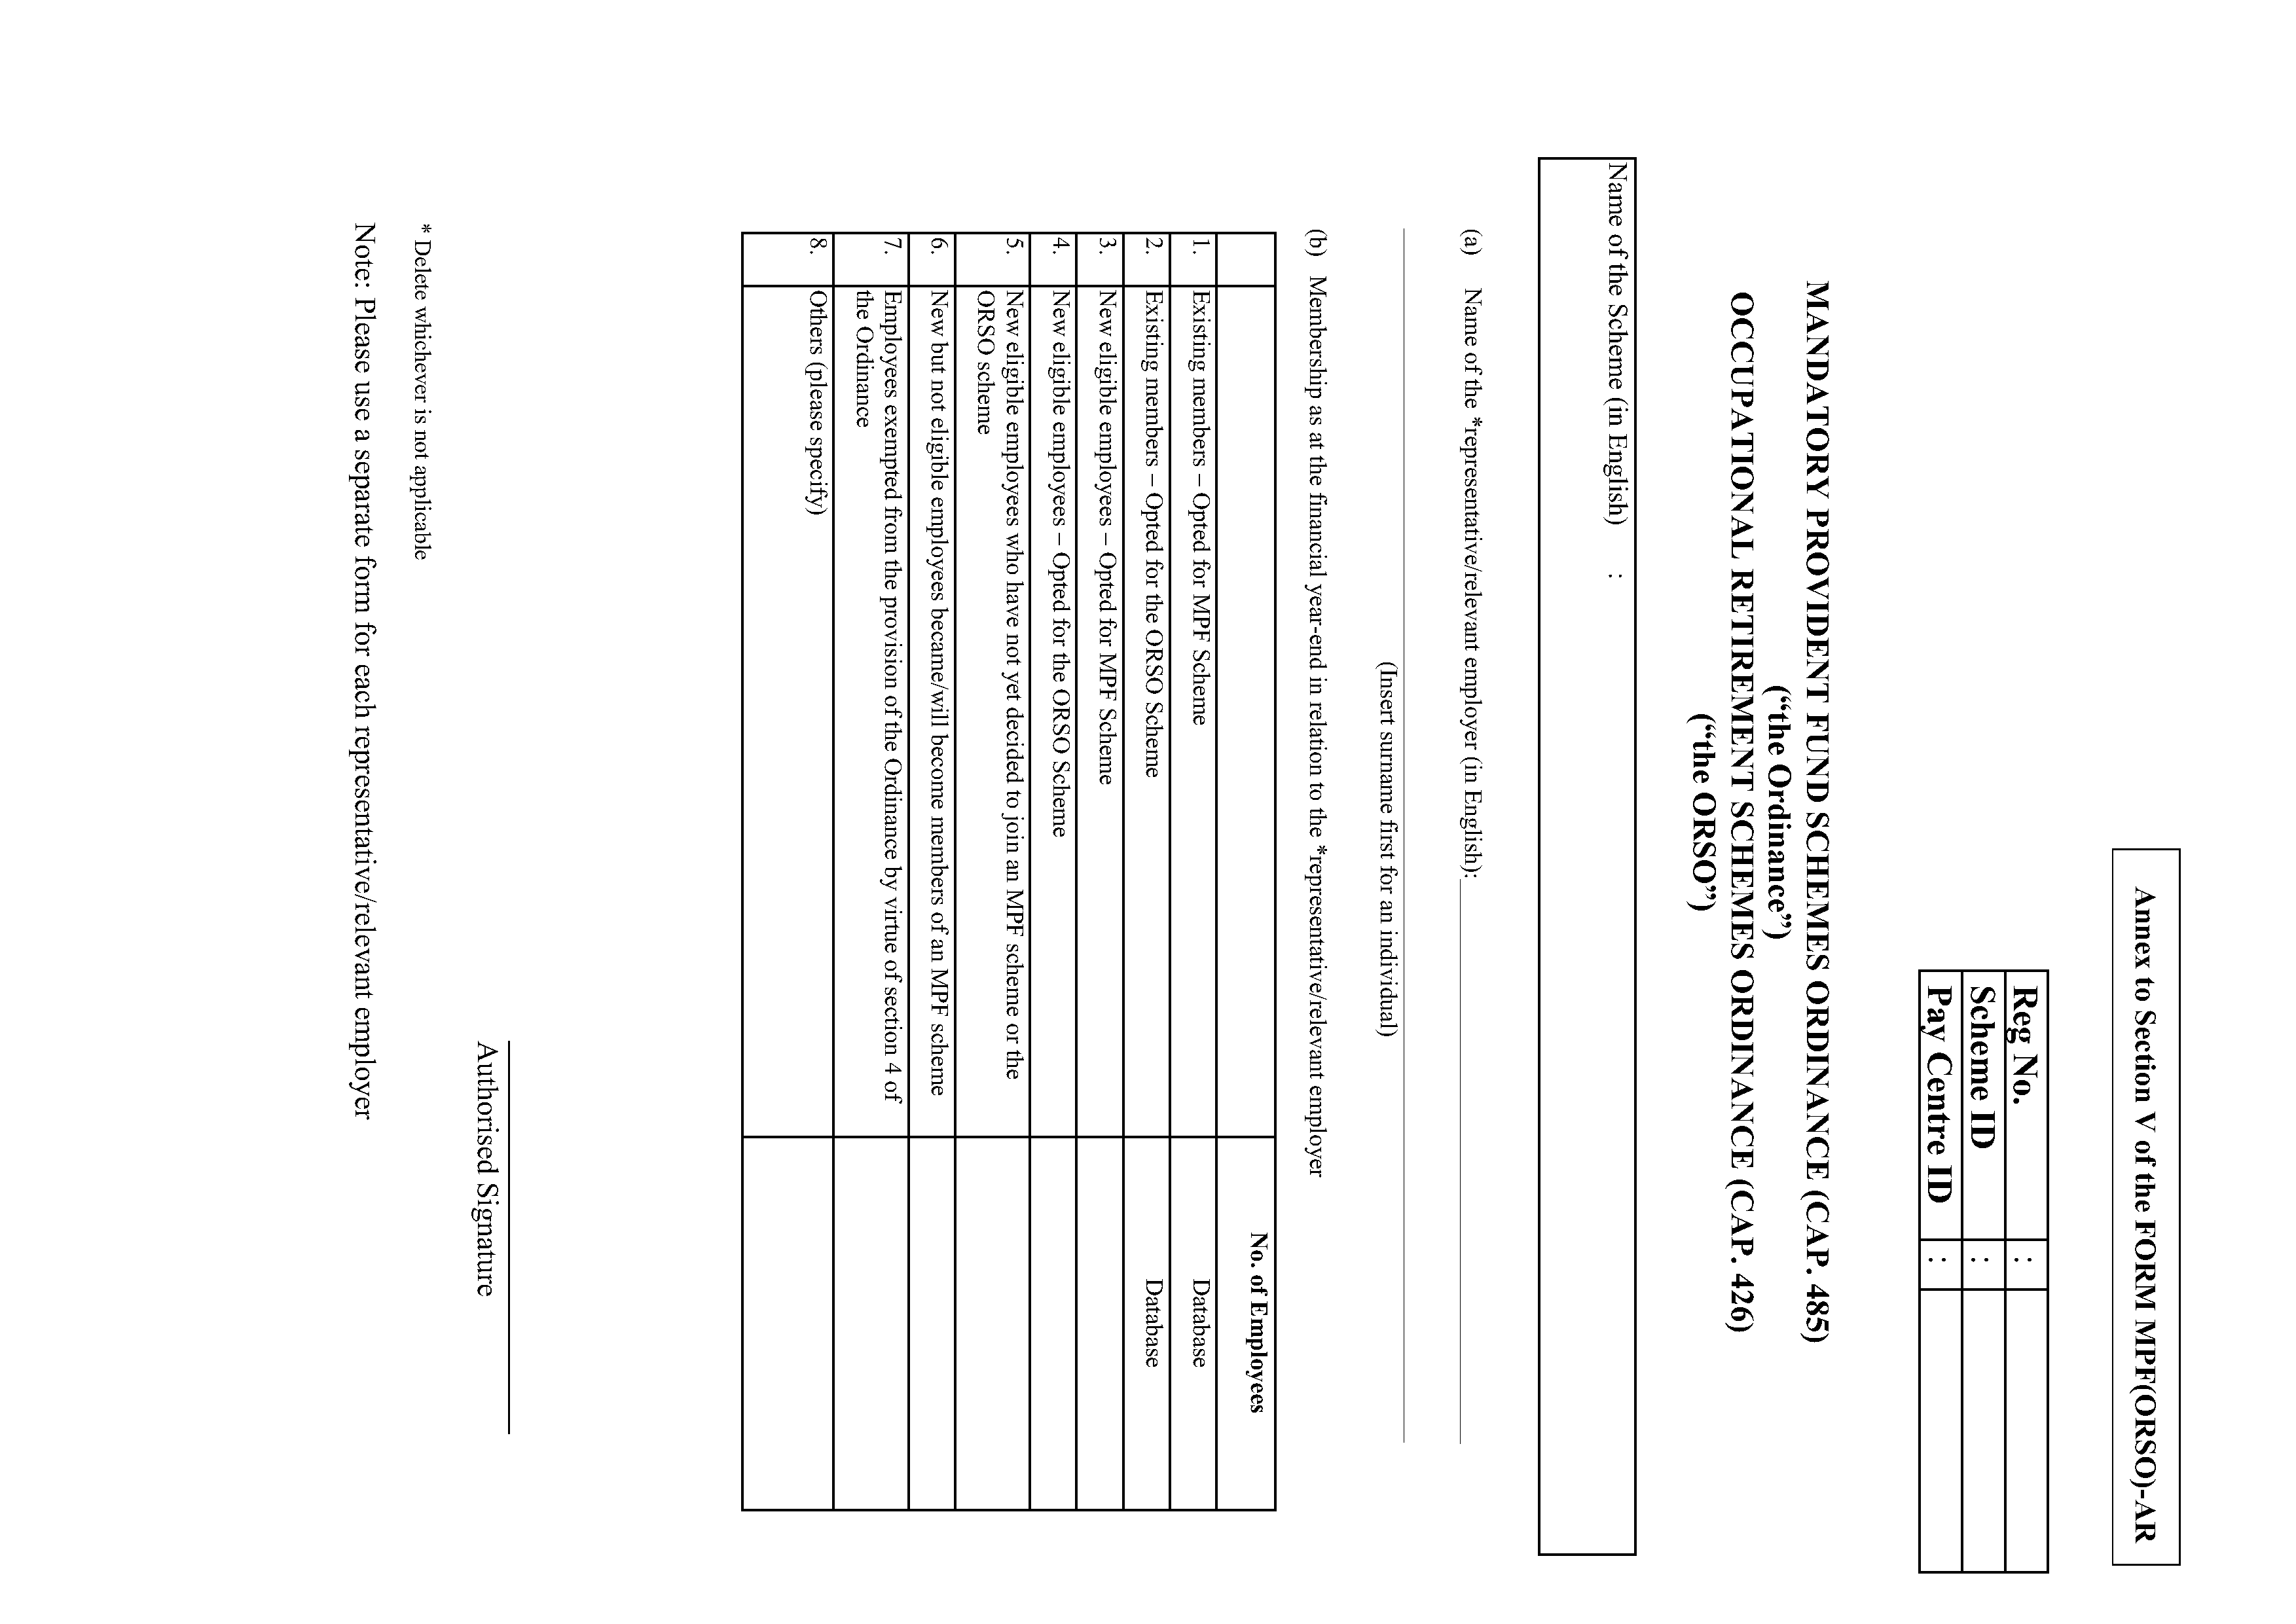 Annex to Section V of the FORM MPF(ORSO)-AR
Reg No. :
Scheme ID :
Pay Centre ID :
MANDATORY PROVIDENT FUND SCHEMES ORDINANCE (CAP. 485)
(“the Ordinance”)
OCCUPATIONAL RETIREMENT SCHEMES ORDINANCE (CAP. 426)
(“the ORSO”)
Name of the Scheme (in English) :
(a) Name of the *representative/relevant employer (in English):
(Insert surname first for an individual)
(b) Membership as at the financial year-end in relation to the *representative/relevant employer
No. of Employees
1. Existing members – Opted for MPF Scheme Database
2. Existing members – Opted for the ORSO Scheme Database
3. New eligible employees – Opted for MPF Scheme
4. New eligible employees – Opted for the ORSO Scheme
5. New eligible employees who have not yet decided to join an MPF scheme or the
ORSO scheme
6. New but not eligible employees became/will become members of an MPF scheme
7. Employees exempted from the provision of the Ordinance by virtue of section 4 of
the Ordinance
8. Others (please specify)
Authorised Signature
* Delete whichever is not applicable
Note: Please use a separate form for each representative/relevant employer